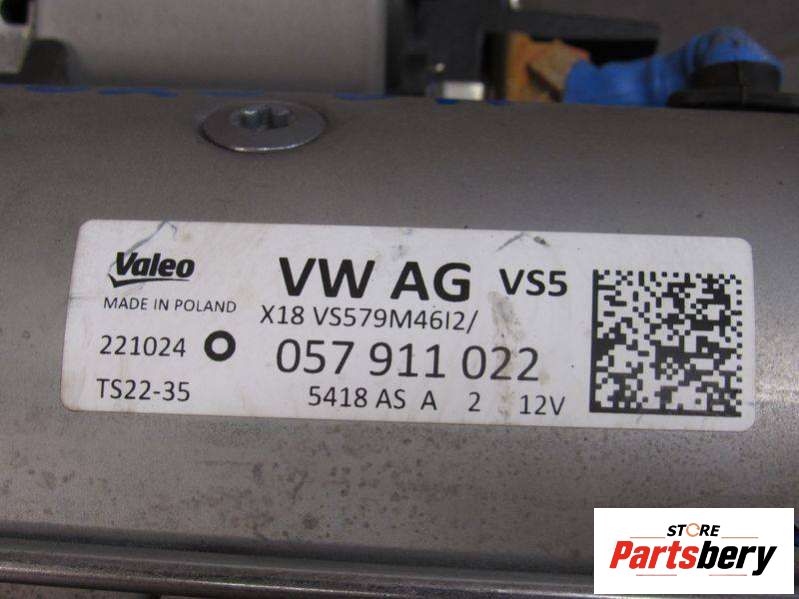 Valeo
VW AG VS5
MADE IN POLAND
X18 VS579M46I2/
221024
057 911 022
TS22-35
5418 AS A 2 12V
STORE
Partsbery